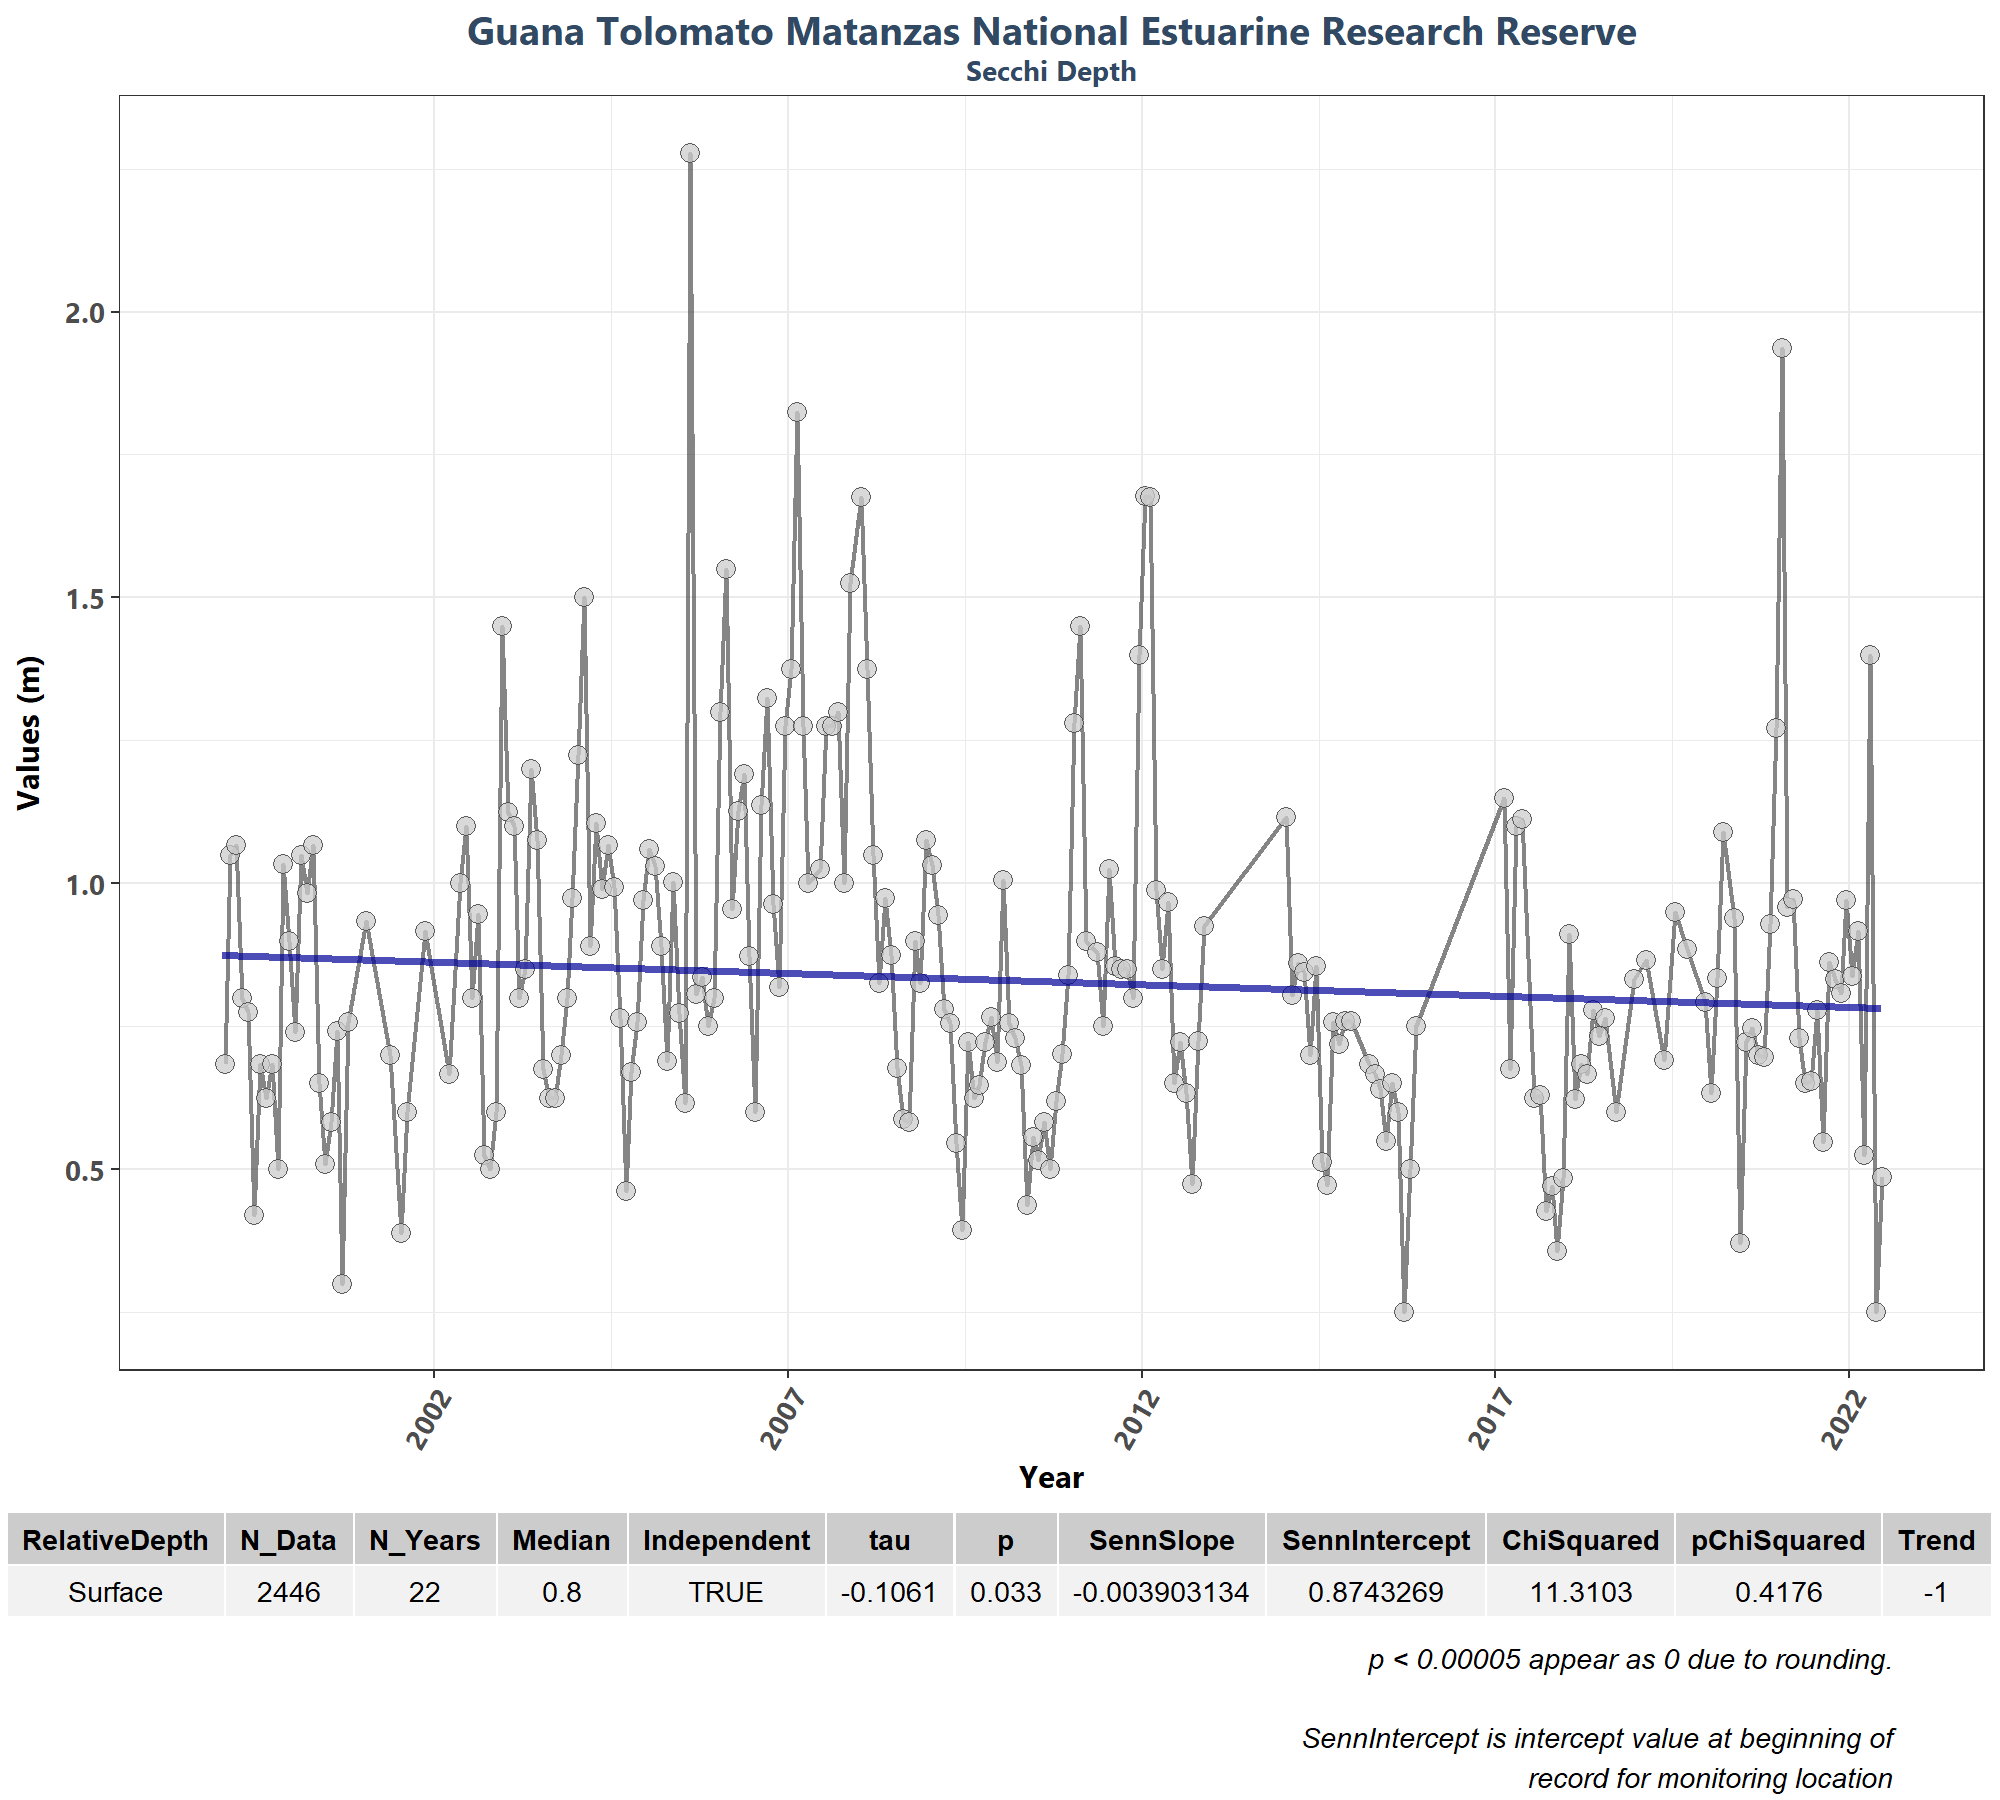 Guana Tolomato Matanzas National Estuarine Research Reserve
Secchi Depth
2.0
1.5
1.0
0.5
Values (m)
2002 2007 2012 2017 2022
Year
RelativeDepth N_Data N_Years Median Independent tau p SennSlope SennIntercept ChiSquared pChiSquared Trend
Surface 2446 22 0.8 TRUE -0.1061 0.033 -0.003903134 0.8743269 11.3103 0.4176 -1
p < 0.00005 appear as 0 due to rounding.
SennIntercept is intercept value at beginning of
record for monitoring location